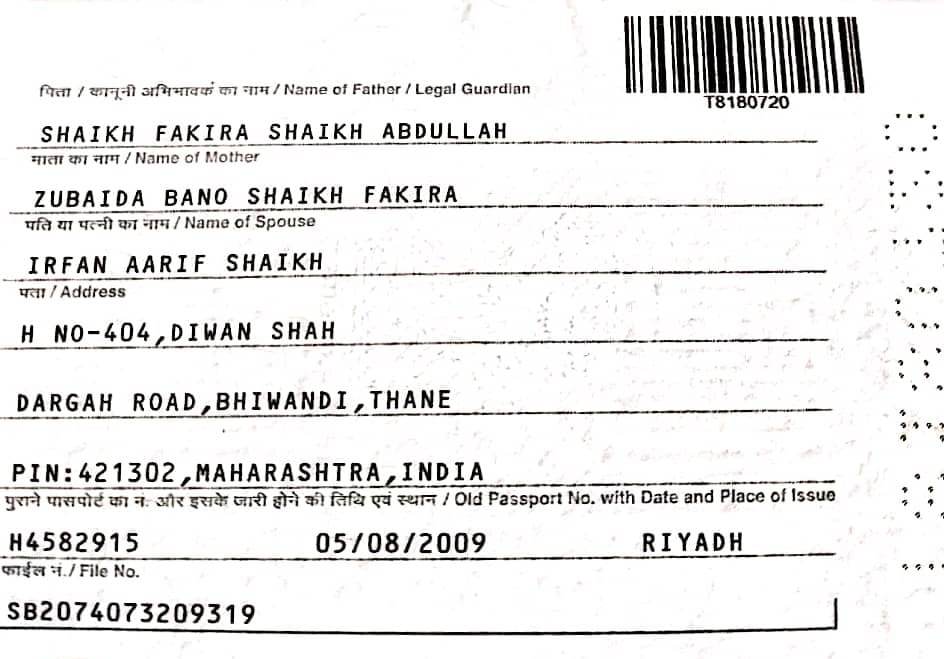 T8180720
पिता / कानूनी अभिभावक का नाम / Name of Father / Legal Guardian
SHAIKH FAKIRA SHAIKH ABDULLAH
माता का नाम / Name of Mother
ZUBAIDA BANO SHAIKH FAKIRA
पति या पत्नी का नाम / Name of Spouse
IRFAN AARIF SHAIKH
पता / Address
H NO-404,DIWAN SHAH
DARGAH ROAD,BHIWANDI,THANE
PIN:421302,MAHARASHTRA,INDIA
पुराने पासपोर्ट का नं. और इसके जारी होने की तिथि एवं स्थान / Old Passport No. with Date and Place of Issue
H4582915 05/08/2009 RIYADH
फाईल नं./ File No.
SB2074073209319